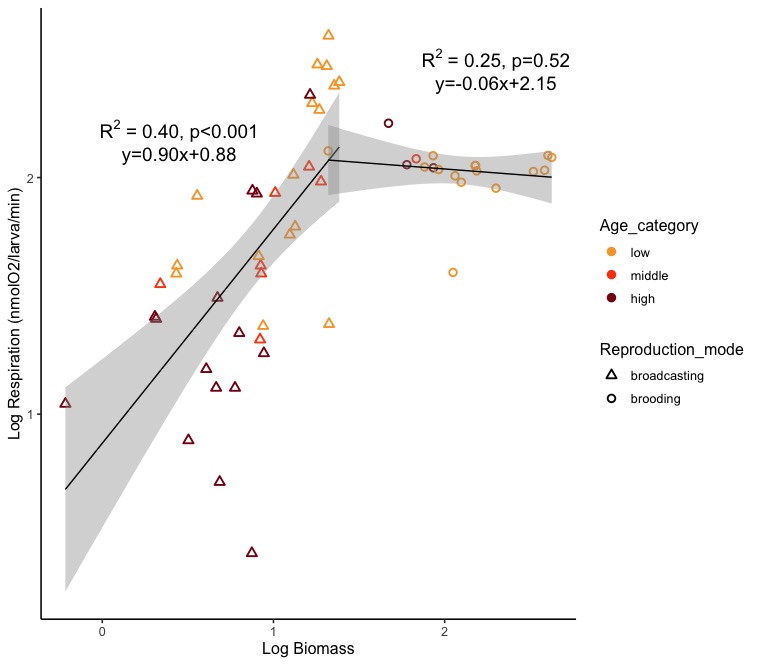 R² = 0.25, p=0.52
y=-0.06x+2.15
R² = 0.40, p<0.001
y=0.90x+0.88
Log Respiration (nmolO2/larva/min)
2
1
0
1
2
Log Biomass
Age_category
low
middle
high
Reproduction_mode
broadcasting
brooding